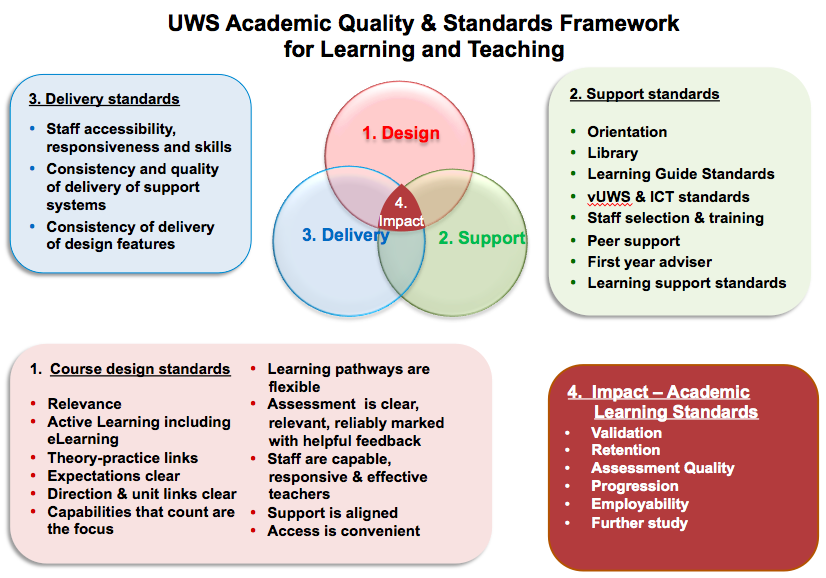 UWS Academic Quality & Standards Framework
for Learning and Teaching
3. Delivery standards
• Staff accessibility,
responsiveness and skills
• Consistency and quality
of delivery of support
systems
• Consistency of delivery
of design features
1. Design
4.
Impact
3. Delivery
2. Support
2. Support standards
• Orientation
• Library
• Learning Guide Standards
• vUWS & ICT standards
• Staff selection & training
• Peer support
• First year adviser
• Learning support standards
1. Course design standards
• Relevance
• Active Learning including
eLearning
• Theory-practice links
• Expectations clear
• Direction & unit links clear
• Capabilities that count are
the focus
• Learning pathways are
flexible
• Assessment is clear,
relevant, reliably marked
with helpful feedback
• Staff are capable,
responsive & effective
teachers
• Support is aligned
• Access is convenient
4. Impact – Academic
Learning Standards
• Validation
• Retention
• Assessment Quality
• Progression
• Employability
• Further study